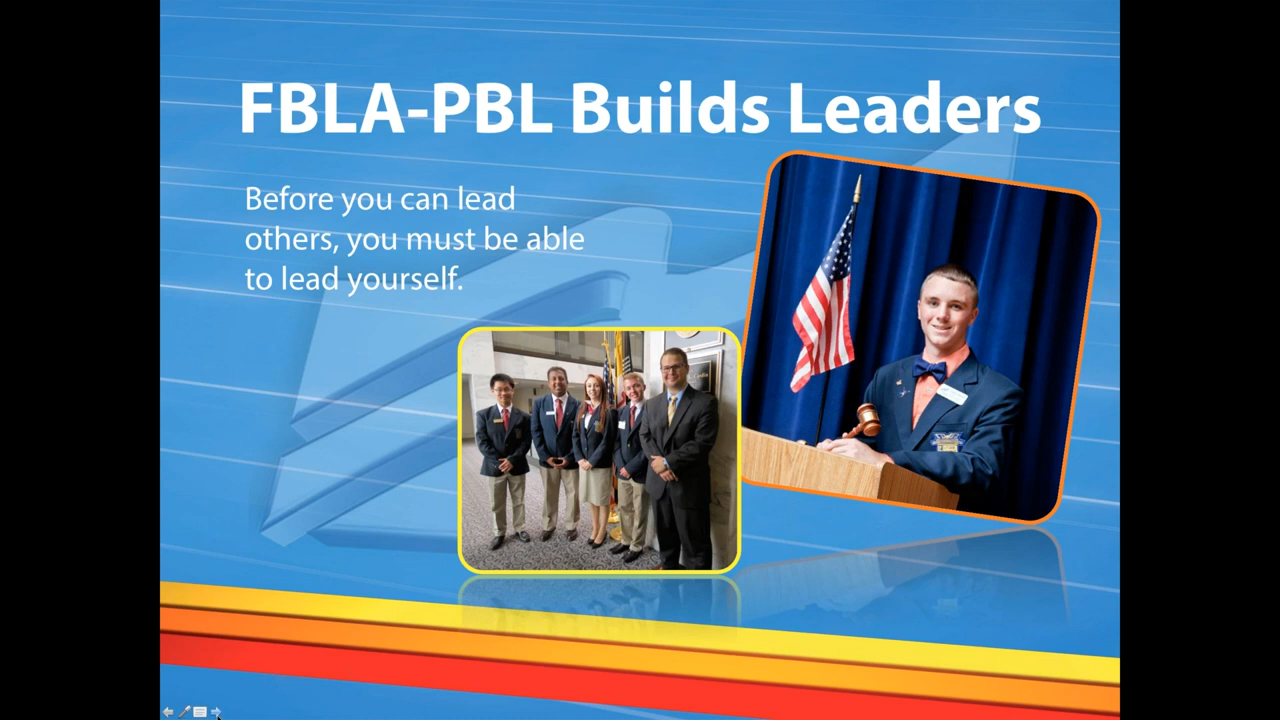 FBLA-PBL Builds Leaders
Before you can lead
others, you must be able
to lead yourself.